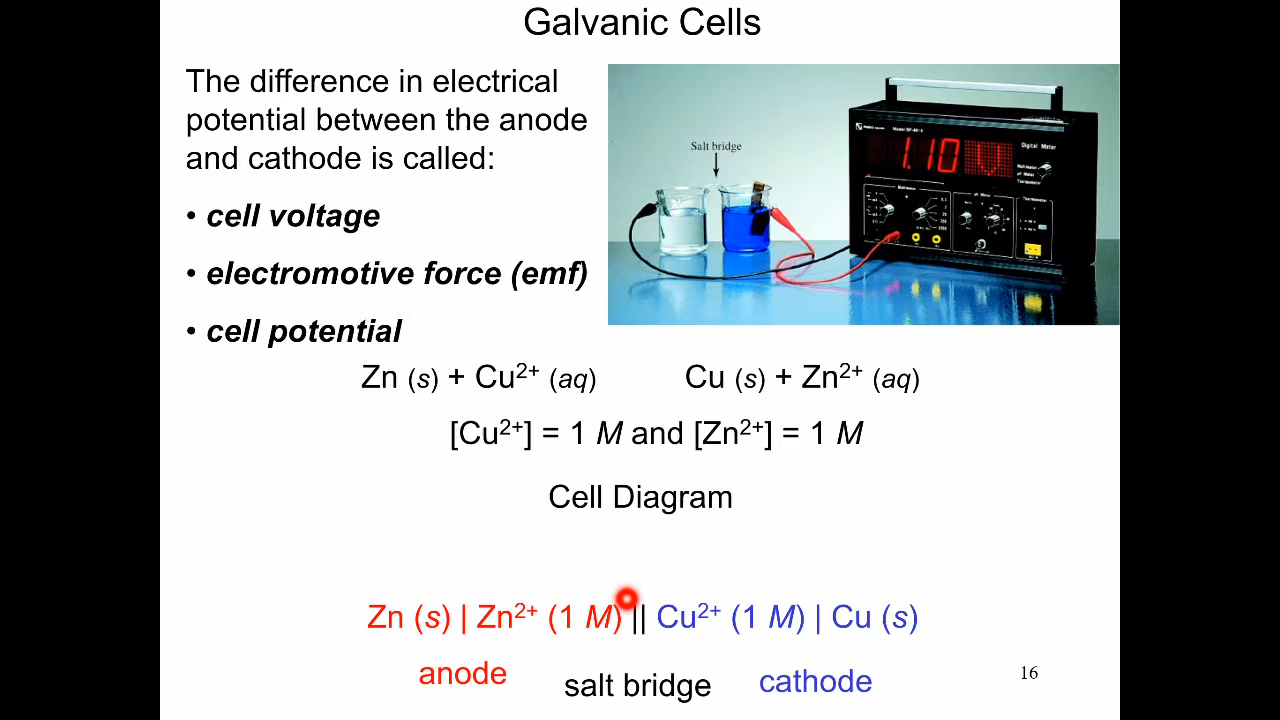 Galvanic Cells
The difference in electrical
potential between the anode
and cathode is called:
• cell voltage
• electromotive force (emf)
• cell potential
Salt bridge
Digital Meter
1.10 V
Multimeter
Thermometer
Zn (s) + Cu²⁺ (aq) Cu (s) + Zn²⁺ (aq)
[Cu²⁺] = 1 M and [Zn²⁺] = 1 M
Cell Diagram
Zn (s) | Zn²⁺ (1 M) || Cu²⁺ (1 M) | Cu (s)
anode salt bridge cathode
16